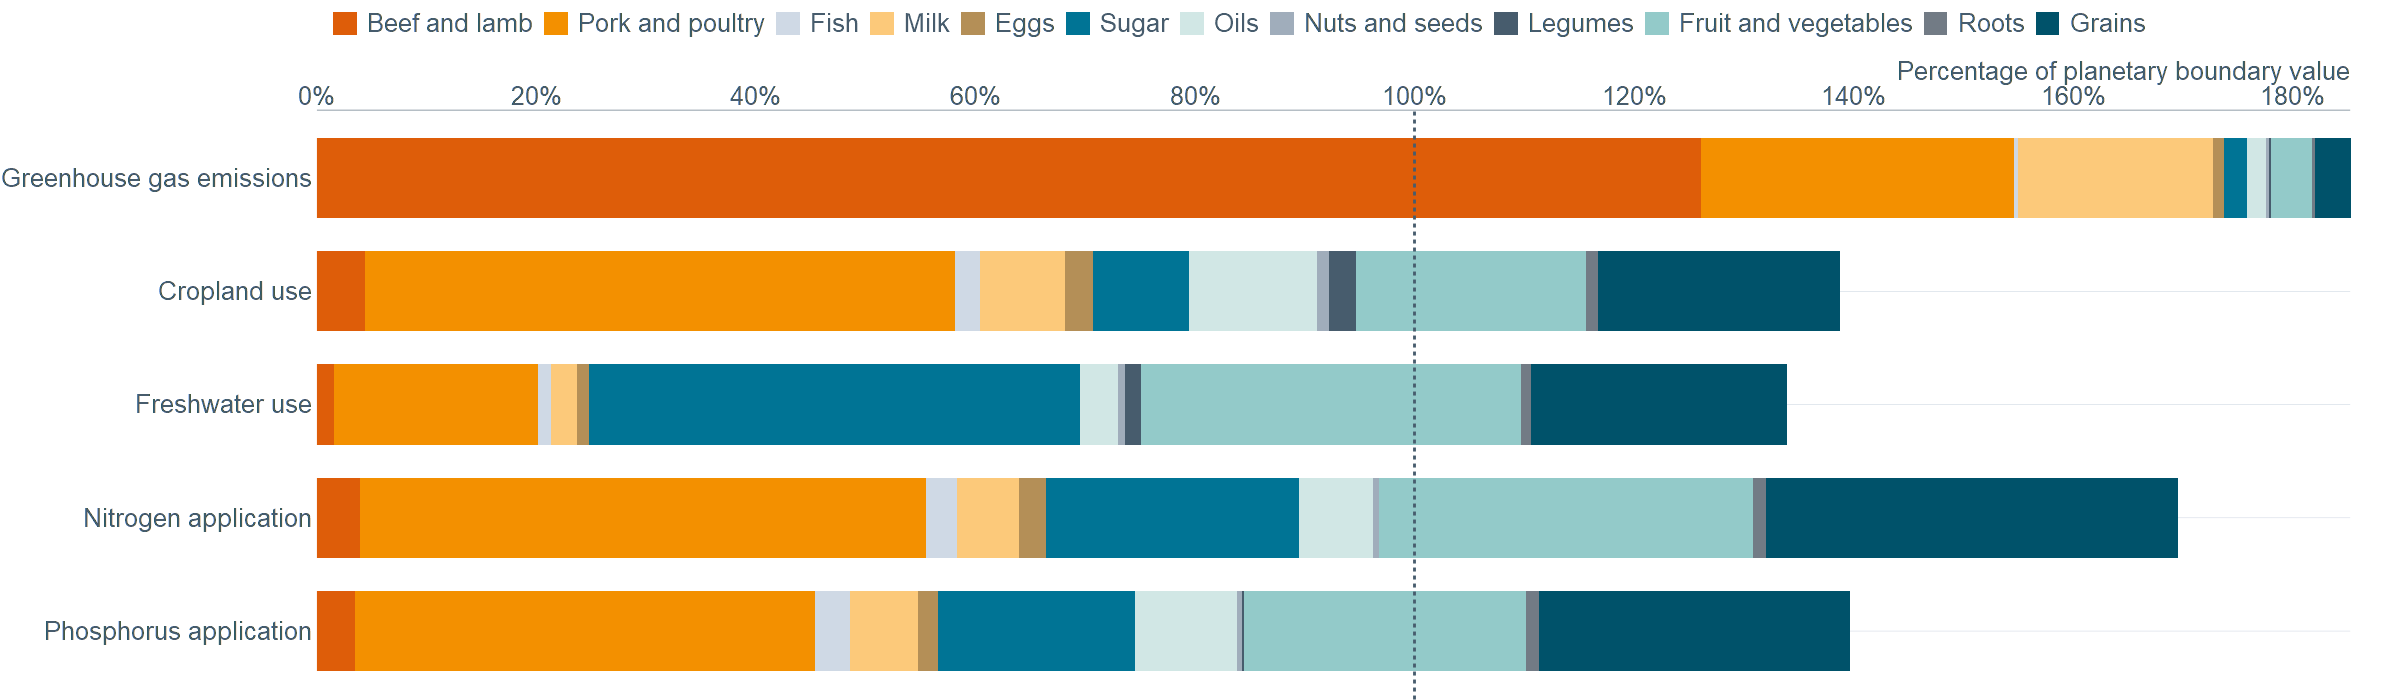 Beef and lamb Pork and poultry Fish Milk Eggs Sugar Oils Nuts and seeds Legumes Fruit and vegetables Roots Grains
Percentage of planetary boundary value
0% 20% 40% 60% 80% 100% 120% 140% 160% 180%
Greenhouse gas emissions
Cropland use
Freshwater use
Nitrogen application
Phosphorus application